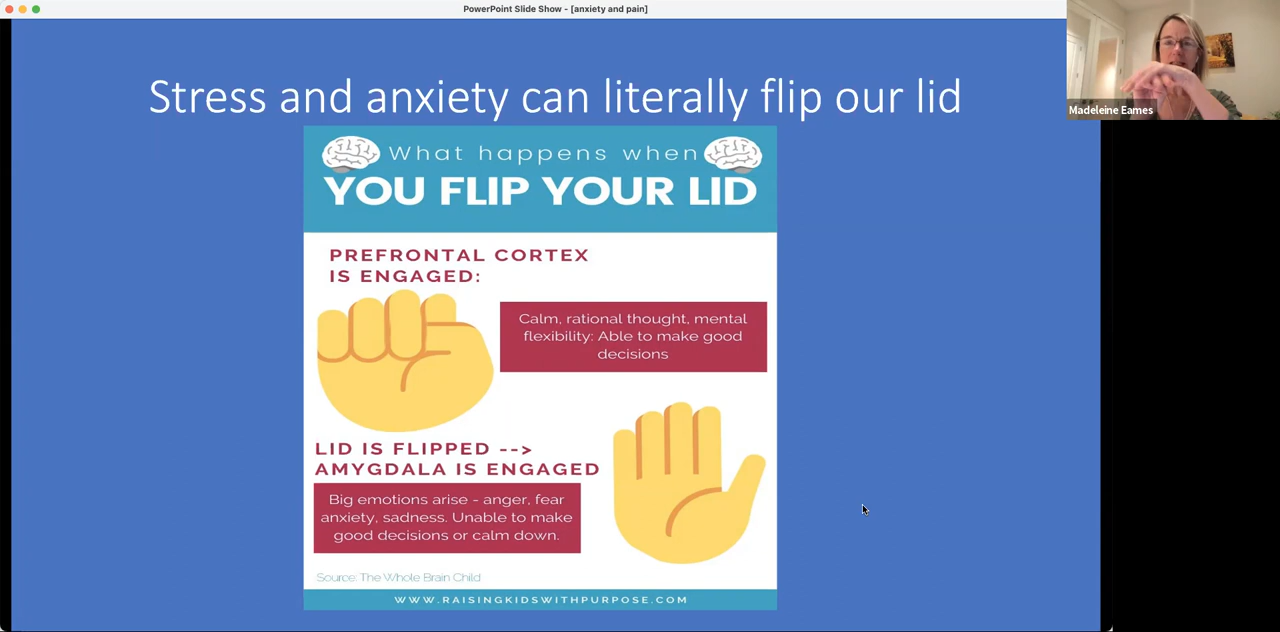 PowerPoint Slide Show - [anxiety and pain]
Madeleine Eames
Stress and anxiety can literally flip our lid
What happens when
YOU FLIP YOUR LID
PREFRONTAL CORTEX
IS ENGAGED:
Calm, rational thought, mental
flexibility: Able to make good
decisions
LID IS FLIPPED -->
AMYGDALA IS ENGAGED
Big emotions arise - anger, fear
anxiety, sadness. Unable to make
good decisions or calm down.
Source: The Whole Brain Child
WWW.RAISINGKIDSWITHPURPOSE.COM